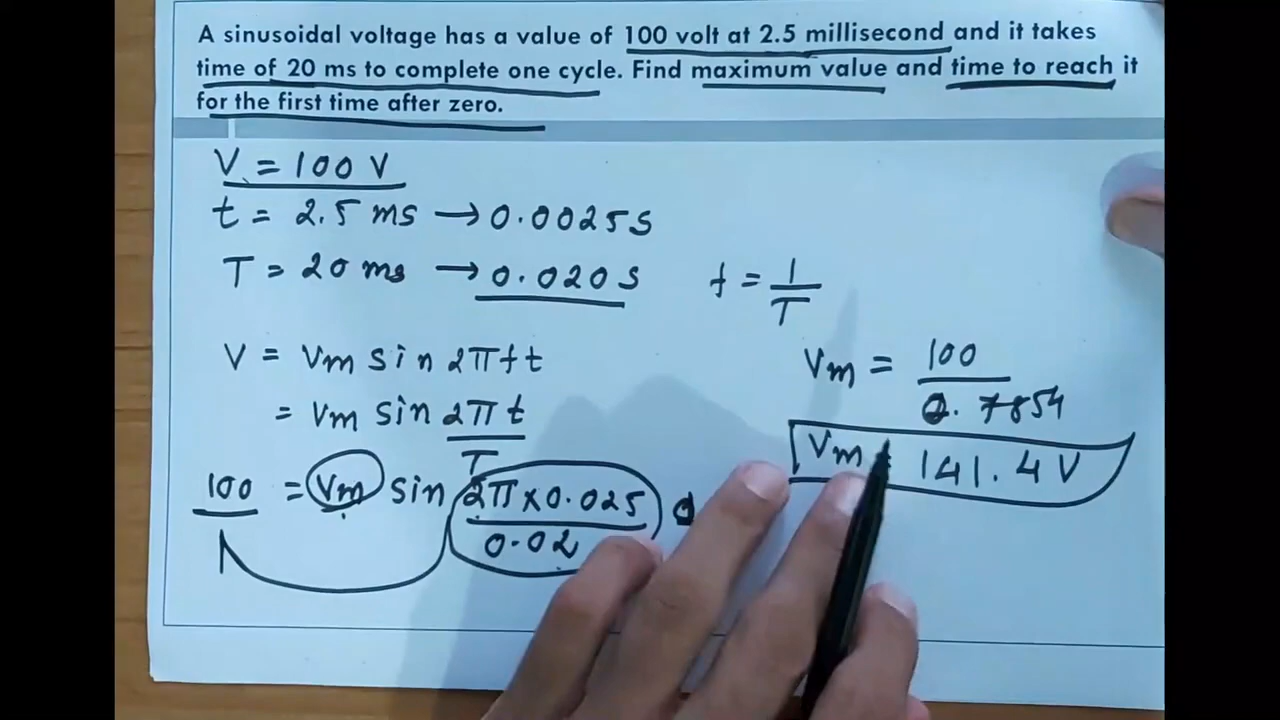 A sinusoidal voltage has a value of 100 volt at 2.5 millisecond and it takes
time of 20 ms to complete one cycle. Find maximum value and time to reach it
for the first time after zero.
V = 100 V
t = 2.5 ms → 0.0025 S
T = 20 ms → 0.020 S
f = 1/T
V = Vm sin 2πft
= Vm sin 2πt/T
100 = Vm sin 2π×0.025/0.02
Vm = 100/0.7854
Vm = 141.4 V